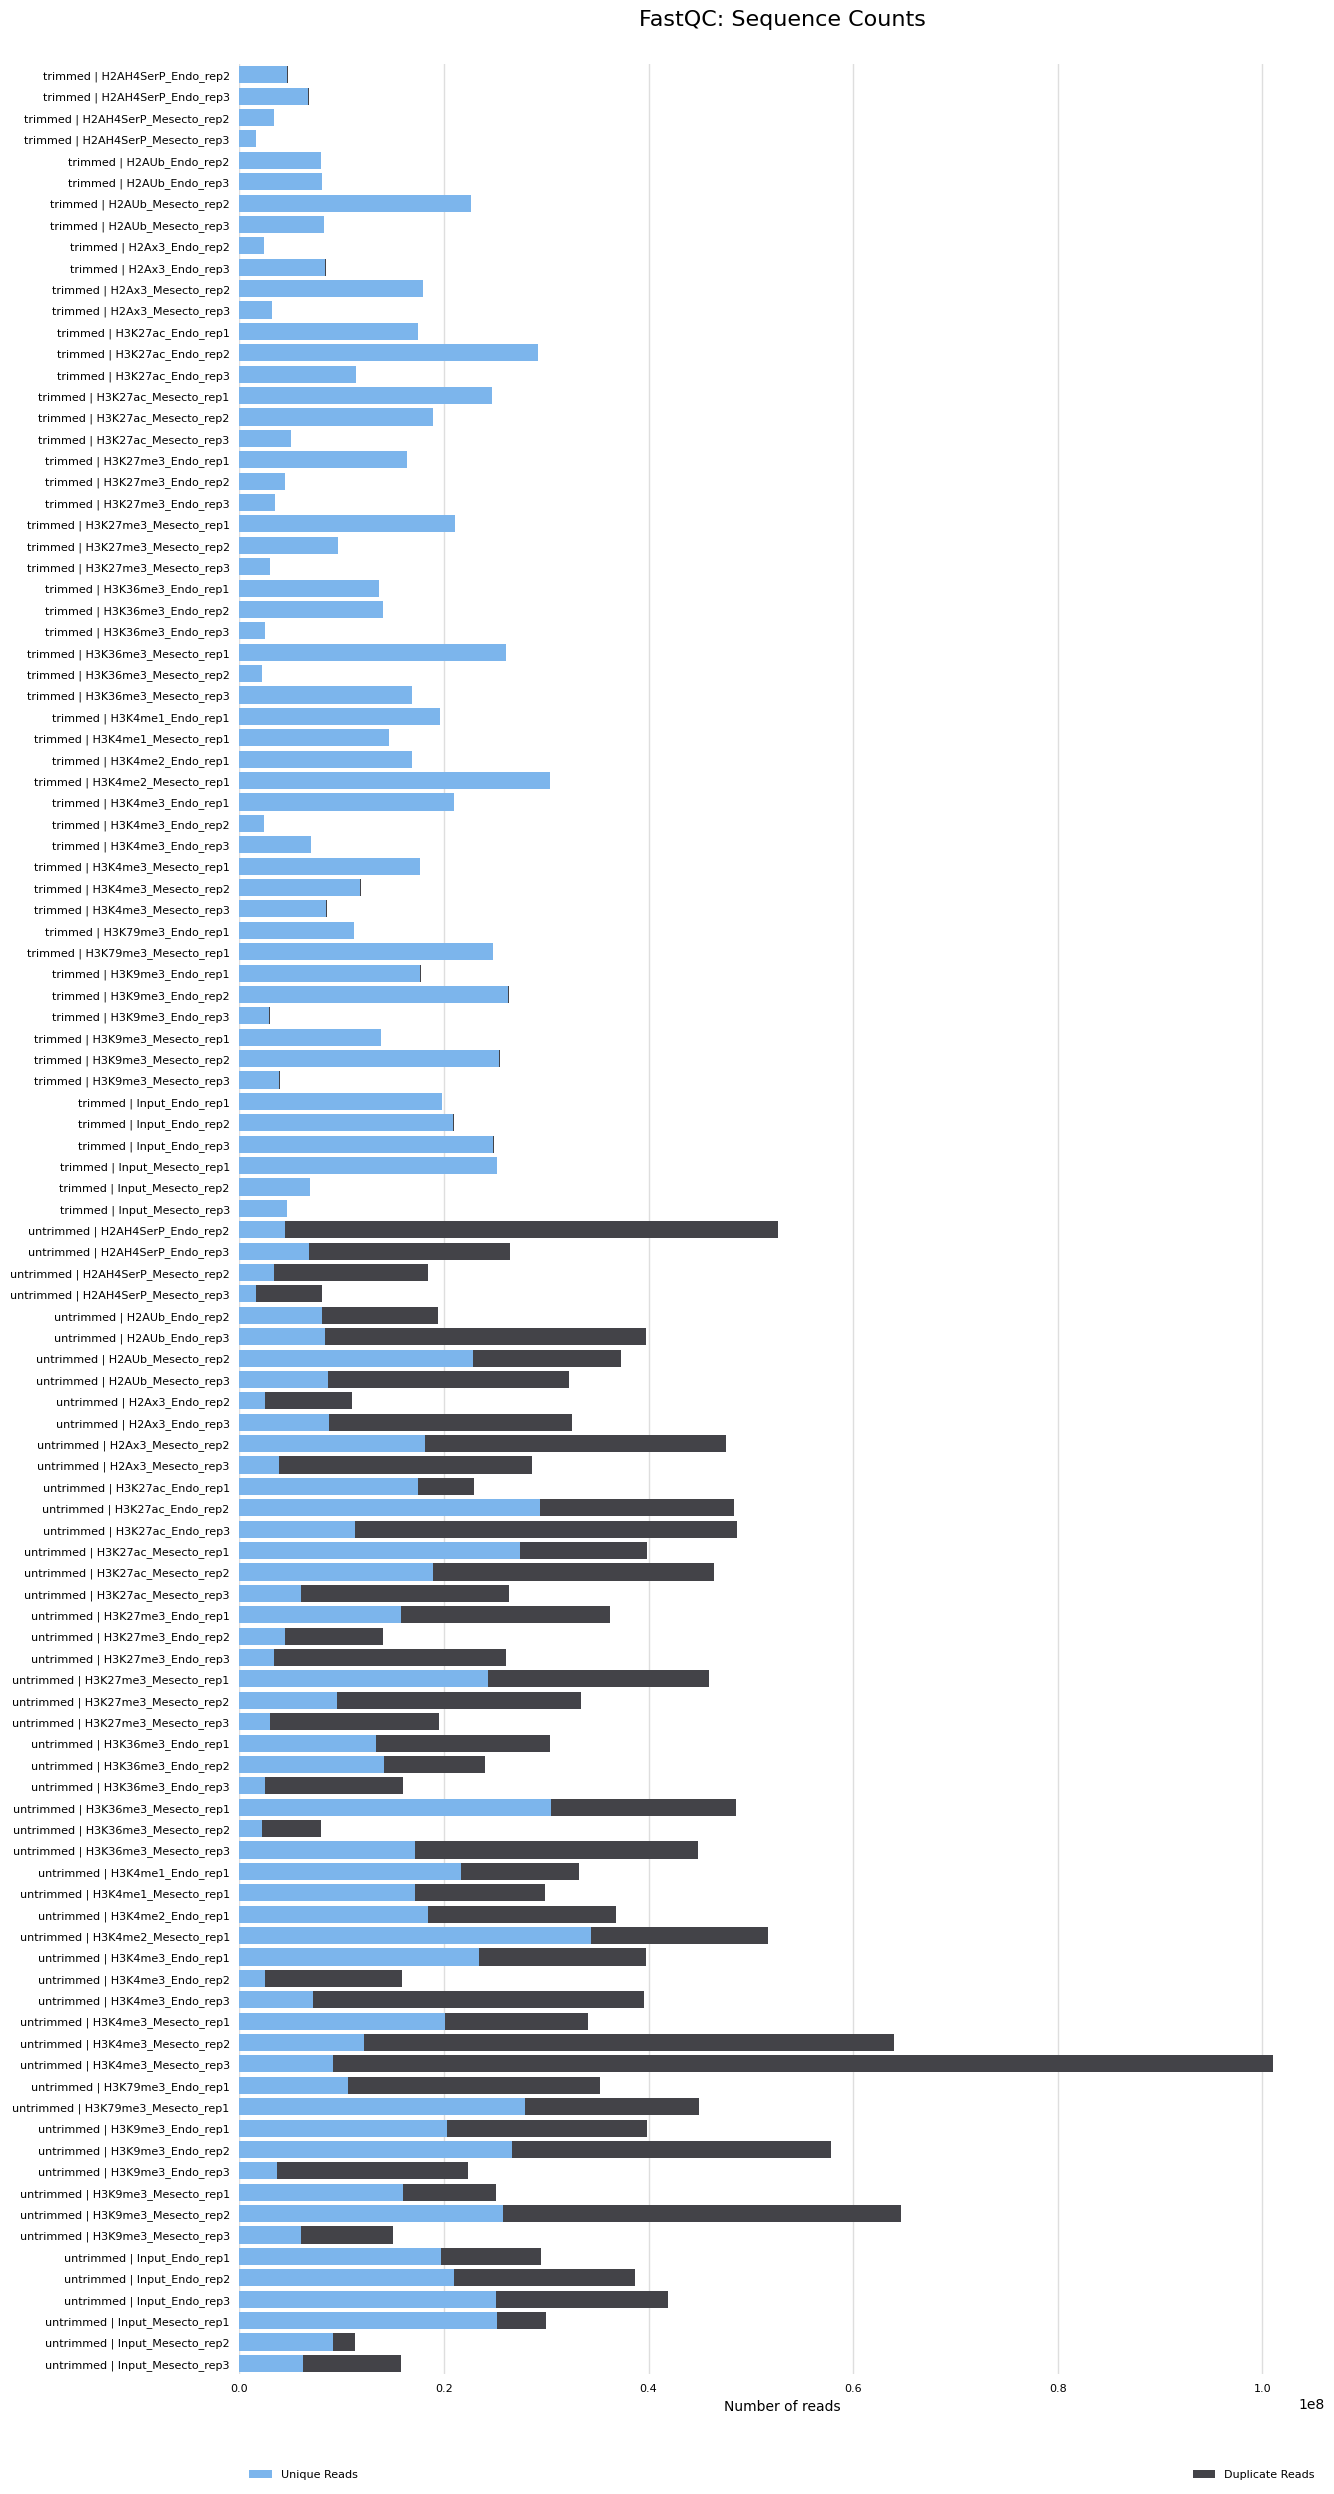 FastQC: Sequence Counts
trimmed | H2AH4SerP_Endo_rep2
trimmed | H2AH4SerP_Endo_rep3
trimmed | H2AH4SerP_Mesecto_rep2
trimmed | H2AH4SerP_Mesecto_rep3
trimmed | H2AUb_Endo_rep2
trimmed | H2AUb_Endo_rep3
trimmed | H2AUb_Mesecto_rep2
trimmed | H2AUb_Mesecto_rep3
trimmed | H2Ax3_Endo_rep2
trimmed | H2Ax3_Endo_rep3
trimmed | H2Ax3_Mesecto_rep2
trimmed | H2Ax3_Mesecto_rep3
trimmed | H3K27ac_Endo_rep1
trimmed | H3K27ac_Endo_rep2
trimmed | H3K27ac_Endo_rep3
trimmed | H3K27ac_Mesecto_rep1
trimmed | H3K27ac_Mesecto_rep2
trimmed | H3K27ac_Mesecto_rep3
trimmed | H3K27me3_Endo_rep1
trimmed | H3K27me3_Endo_rep2
trimmed | H3K27me3_Endo_rep3
trimmed | H3K27me3_Mesecto_rep1
trimmed | H3K27me3_Mesecto_rep2
trimmed | H3K27me3_Mesecto_rep3
trimmed | H3K36me3_Endo_rep1
trimmed | H3K36me3_Endo_rep2
trimmed | H3K36me3_Endo_rep3
trimmed | H3K36me3_Mesecto_rep1
trimmed | H3K36me3_Mesecto_rep2
trimmed | H3K36me3_Mesecto_rep3
trimmed | H3K4me1_Endo_rep1
trimmed | H3K4me1_Mesecto_rep1
trimmed | H3K4me2_Endo_rep1
trimmed | H3K4me2_Mesecto_rep1
trimmed | H3K4me3_Endo_rep1
trimmed | H3K4me3_Endo_rep2
trimmed | H3K4me3_Endo_rep3
trimmed | H3K4me3_Mesecto_rep1
trimmed | H3K4me3_Mesecto_rep2
trimmed | H3K4me3_Mesecto_rep3
trimmed | H3K79me3_Endo_rep1
trimmed | H3K79me3_Mesecto_rep1
trimmed | H3K9me3_Endo_rep1
trimmed | H3K9me3_Endo_rep2
trimmed | H3K9me3_Endo_rep3
trimmed | H3K9me3_Mesecto_rep1
trimmed | H3K9me3_Mesecto_rep2
trimmed | H3K9me3_Mesecto_rep3
trimmed | Input_Endo_rep1
trimmed | Input_Endo_rep2
trimmed | Input_Endo_rep3
trimmed | Input_Mesecto_rep1
trimmed | Input_Mesecto_rep2
trimmed | Input_Mesecto_rep3
untrimmed | H2AH4SerP_Endo_rep2
untrimmed | H2AH4SerP_Endo_rep3
untrimmed | H2AH4SerP_Mesecto_rep2
untrimmed | H2AH4SerP_Mesecto_rep3
untrimmed | H2AUb_Endo_rep2
untrimmed | H2AUb_Endo_rep3
untrimmed | H2AUb_Mesecto_rep2
untrimmed | H2AUb_Mesecto_rep3
untrimmed | H2Ax3_Endo_rep2
untrimmed | H2Ax3_Endo_rep3
untrimmed | H2Ax3_Mesecto_rep2
untrimmed | H2Ax3_Mesecto_rep3
untrimmed | H3K27ac_Endo_rep1
untrimmed | H3K27ac_Endo_rep2
untrimmed | H3K27ac_Endo_rep3
untrimmed | H3K27ac_Mesecto_rep1
untrimmed | H3K27ac_Mesecto_rep2
untrimmed | H3K27ac_Mesecto_rep3
untrimmed | H3K27me3_Endo_rep1
untrimmed | H3K27me3_Endo_rep2
untrimmed | H3K27me3_Endo_rep3
untrimmed | H3K27me3_Mesecto_rep1
untrimmed | H3K27me3_Mesecto_rep2
untrimmed | H3K27me3_Mesecto_rep3
untrimmed | H3K36me3_Endo_rep1
untrimmed | H3K36me3_Endo_rep2
untrimmed | H3K36me3_Endo_rep3
untrimmed | H3K36me3_Mesecto_rep1
untrimmed | H3K36me3_Mesecto_rep2
untrimmed | H3K36me3_Mesecto_rep3
untrimmed | H3K4me1_Endo_rep1
untrimmed | H3K4me1_Mesecto_rep1
untrimmed | H3K4me2_Endo_rep1
untrimmed | H3K4me2_Mesecto_rep1
untrimmed | H3K4me3_Endo_rep1
untrimmed | H3K4me3_Endo_rep2
untrimmed | H3K4me3_Endo_rep3
untrimmed | H3K4me3_Mesecto_rep1
untrimmed | H3K4me3_Mesecto_rep2
untrimmed | H3K4me3_Mesecto_rep3
untrimmed | H3K79me3_Endo_rep1
untrimmed | H3K79me3_Mesecto_rep1
untrimmed | H3K9me3_Endo_rep1
untrimmed | H3K9me3_Endo_rep2
untrimmed | H3K9me3_Endo_rep3
untrimmed | H3K9me3_Mesecto_rep1
untrimmed | H3K9me3_Mesecto_rep2
untrimmed | H3K9me3_Mesecto_rep3
untrimmed | Input_Endo_rep1
untrimmed | Input_Endo_rep2
untrimmed | Input_Endo_rep3
untrimmed | Input_Mesecto_rep1
untrimmed | Input_Mesecto_rep2
untrimmed | Input_Mesecto_rep3
0.0 0.2 0.4 0.6 0.8 1.0
Number of reads 1e8
Unique Reads Duplicate Reads